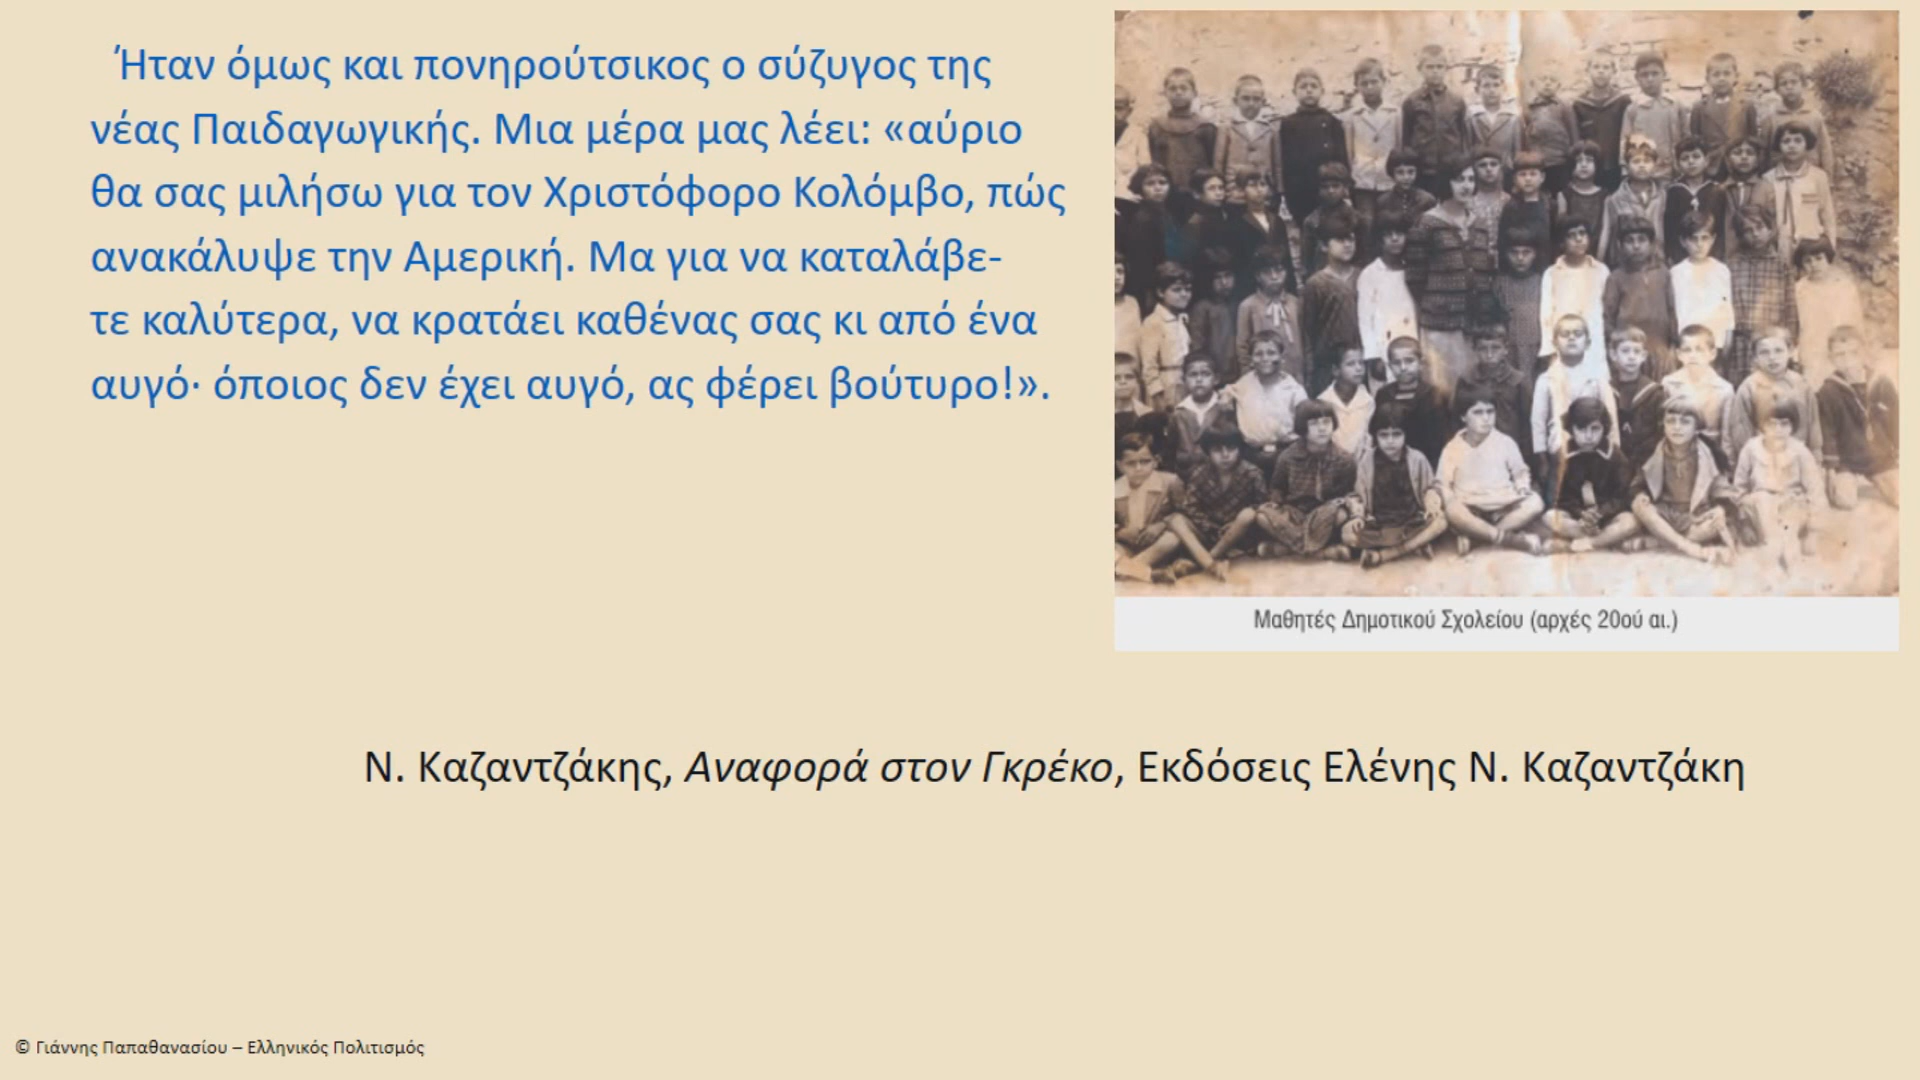 Ήταν όμως και πονηρούτσικος ο σύζυγος της
νέας Παιδαγωγικής. Μια μέρα μας λέει: «αύριο
θα σας μιλήσω για τον Χριστόφορο Κολόμβο, πώς
ανακάλυψε την Αμερική. Μα για να καταλάβε-
τε καλύτερα, να κρατάει καθένας σας κι από ένα
αυγό· όποιος δεν έχει αυγό, ας φέρει βούτυρο!».
Μαθητές Δημοτικού Σχολείου (αρχές 20ού αι.)
Ν. Καζαντζάκης, Αναφορά στον Γκρέκο, Εκδόσεις Ελένης Ν. Καζαντζάκη
© Γιάννης Παπαθανασίου – Ελληνικός Πολιτισμός